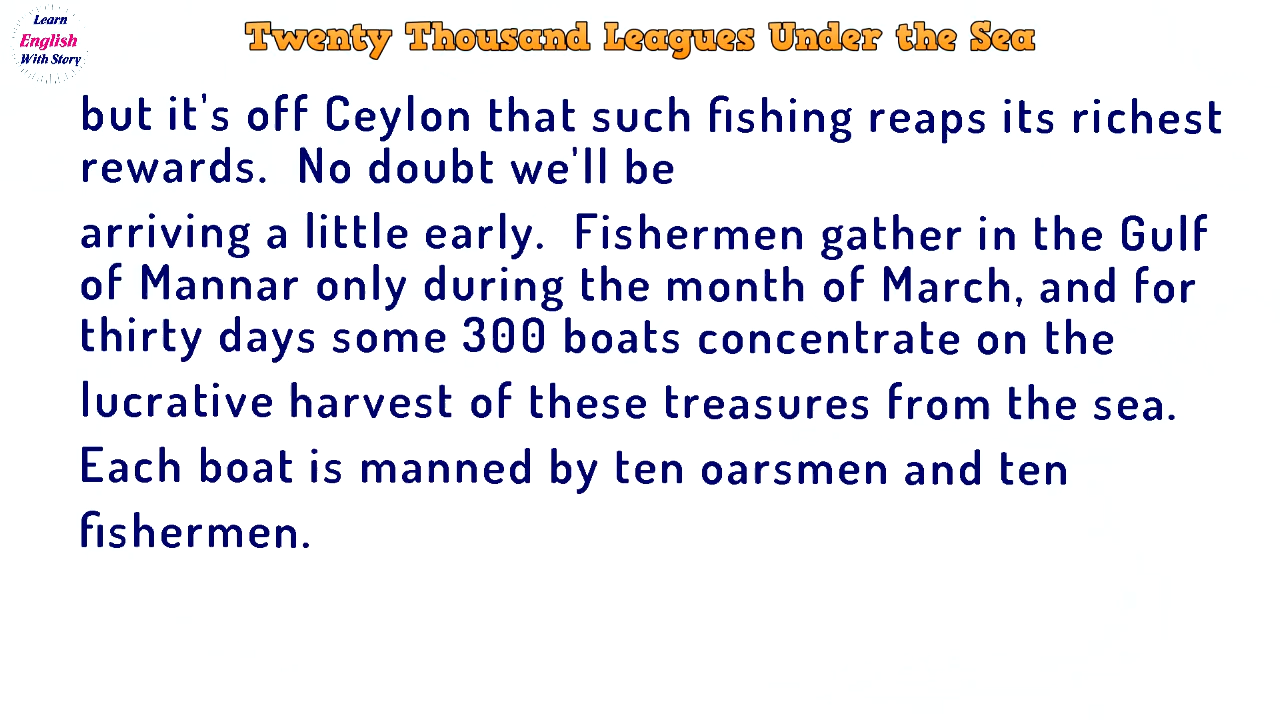 Learn
English
With Story
Twenty Thousand Leagues Under the Sea
but it's off Ceylon that such fishing reaps its richest
rewards.  No doubt we'll be
arriving a little early.  Fishermen gather in the Gulf
of Mannar only during the month of March, and for
thirty days some 300 boats concentrate on the
lucrative harvest of these treasures from the sea.
Each boat is manned by ten oarsmen and ten
fishermen.